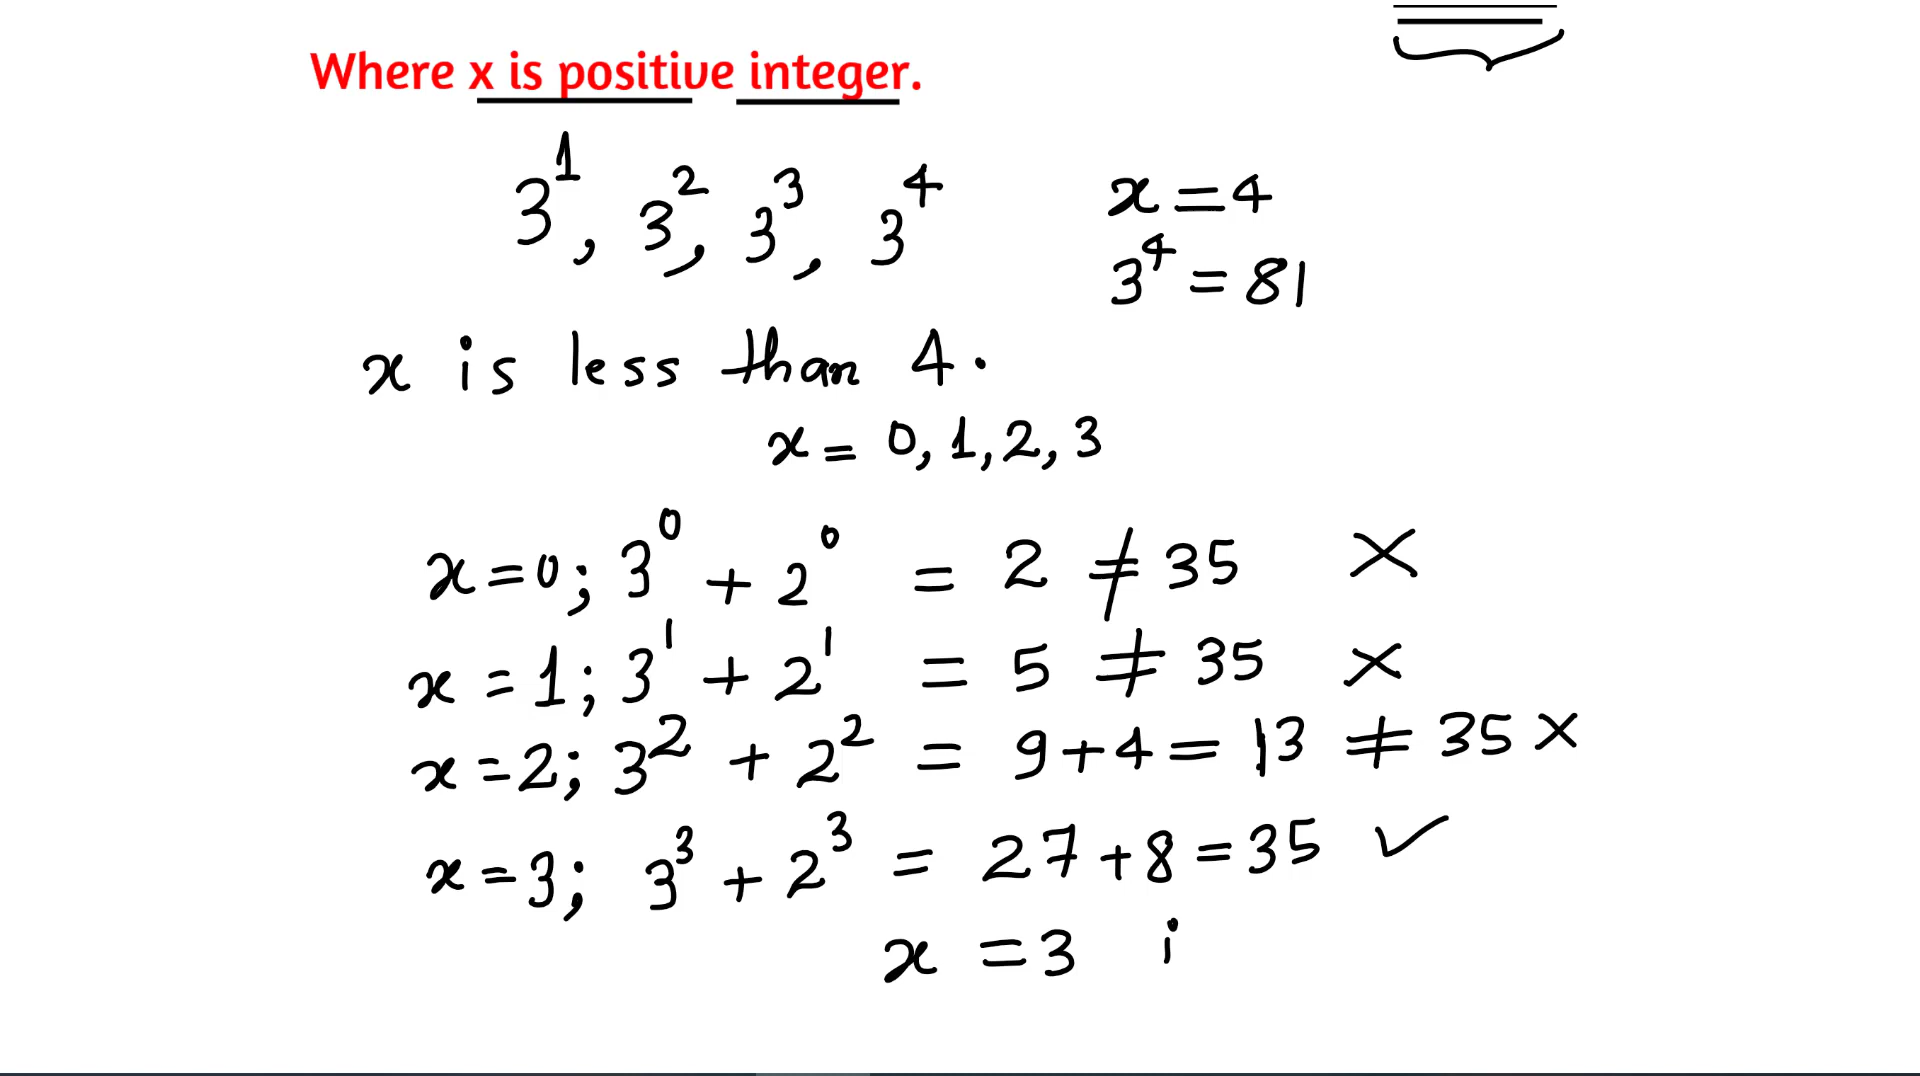 Where x is positive integer.
3¹, 3², 3³, 3⁴
x = 4
3⁴ = 81
x is less than 4.
x = 0, 1, 2, 3
x = 0; 3⁰ + 2⁰ = 2 ≠ 35 ×
x = 1; 3¹ + 2¹ = 5 ≠ 35 ×
x = 2; 3² + 2² = 9 + 4 = 13 ≠ 35 ×
x = 3; 3³ + 2³ = 27 + 8 = 35 ✓
x = 3 i